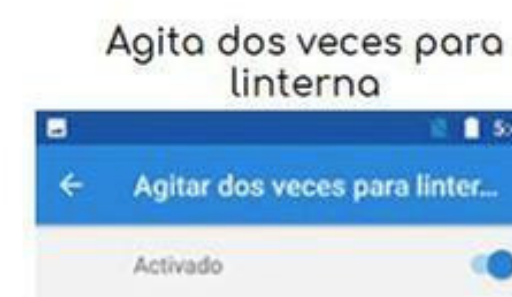 Agita dos veces para
linterna
Agitar dos veces para linter...
Activado